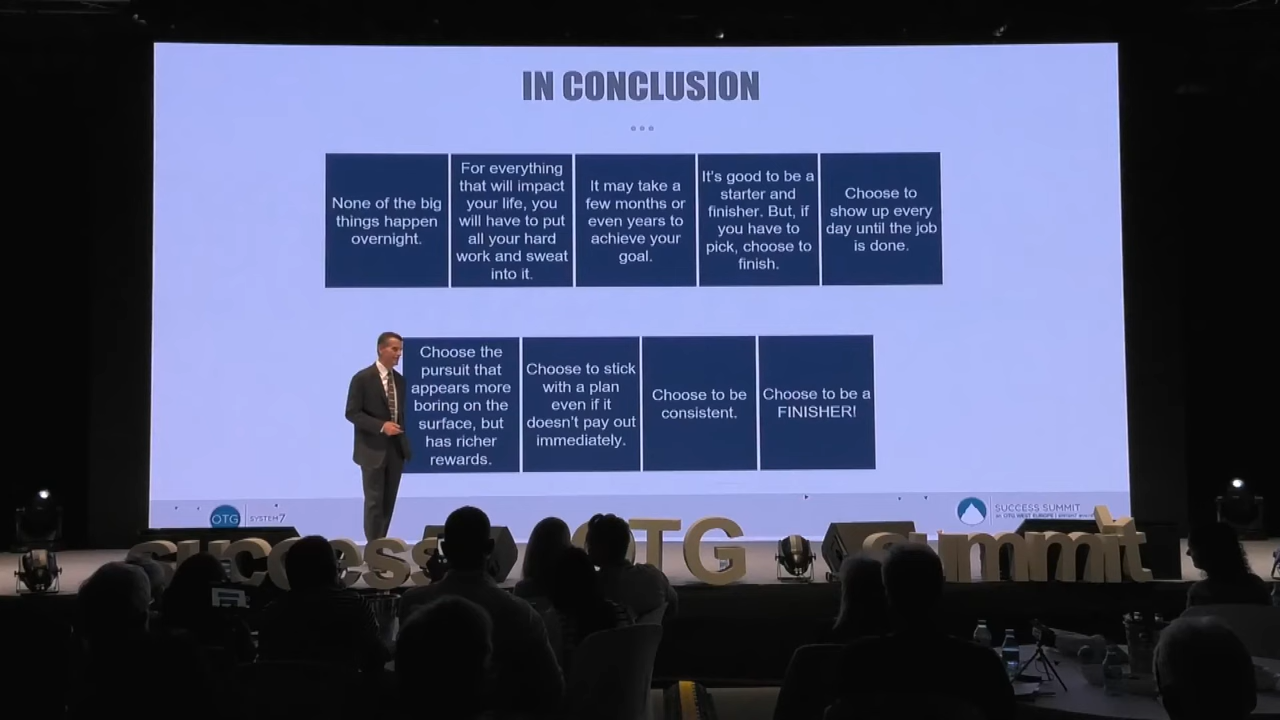 IN CONCLUSION
None of the big
things happen
overnight.
For everything
that will impact
your life, you
will have to put
all your hard
work and sweat
into it.
It may take a
few months or
even years to
achieve your
goal.
It's good to be a
starter and
finisher. But, if
you have to
pick, choose to
finish.
Choose to
show up every
day until the job
is done.
Choose the
pursuit that
appears more
boring on the
surface, but
has richer
rewards.
Choose to stick
with a plan
even if it
doesn't pay out
immediately.
Choose to be
consistent.
Choose to be a
FINISHER!
OTG
SYSTEM7
SUCCESS SUMMIT
OTG WEST EUROPE
success OTG summit